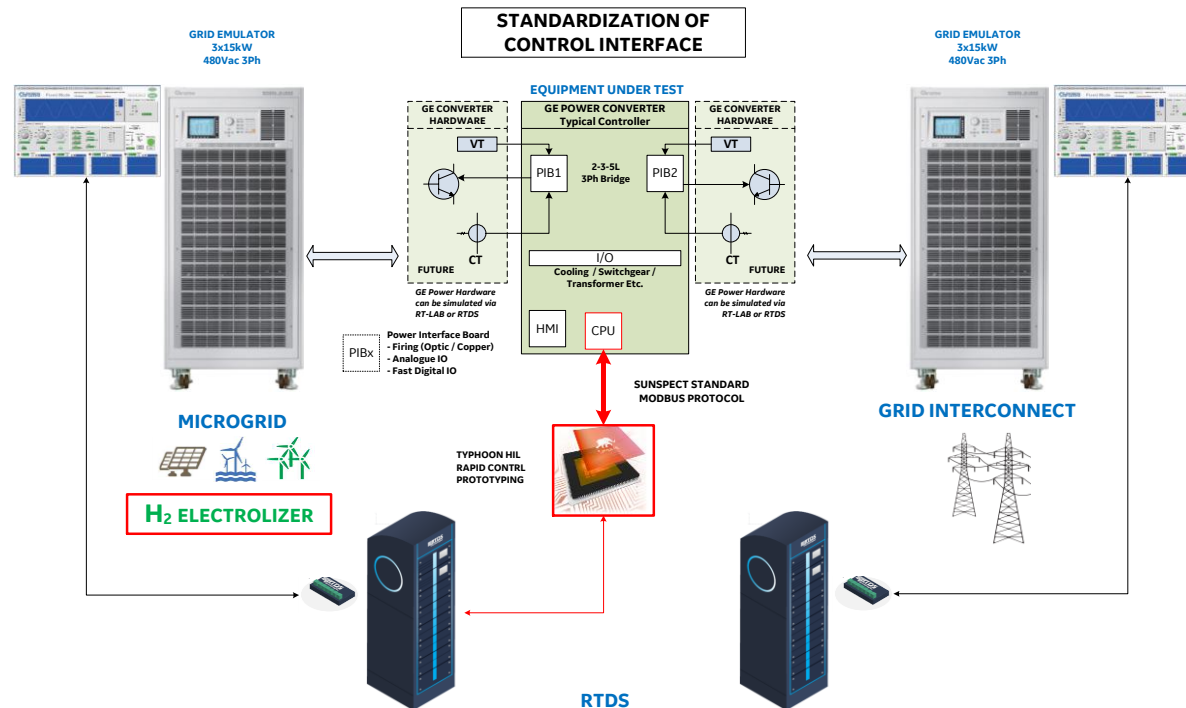 STANDARDIZATION OF
CONTROL INTERFACE
GRID EMULATOR
3x15kW
480Vac 3Ph
GRID EMULATOR
3x15kW
480Vac 3Ph
EQUIPMENT UNDER TEST
GE CONVERTER
HARDWARE
GE POWER CONVERTER
Typical Controller
GE CONVERTER
HARDWARE
VT
PIB1
2-3-5L
3Ph Bridge
PIB2
VT
CT
CT
I/O
FUTURE
Cooling / Switchgear /
Transformer Etc.
FUTURE
GE Power Hardware
can be simulated via
RT-LAB or RTDS
GE Power Hardware
can be simulated via
RT-LAB or RTDS
HMI
CPU
PIBx
Power Interface Board
- Firing (Optic / Copper)
- Analogue IO
- Fast Digital IO
SUNSPECT STANDARD
MODBUS PROTOCOL
MICROGRID
GRID INTERCONNECT
TYPHOON HIL
RAPID CONTRL
PROTOTYPING
H₂ ELECTROLIZER
RTDS